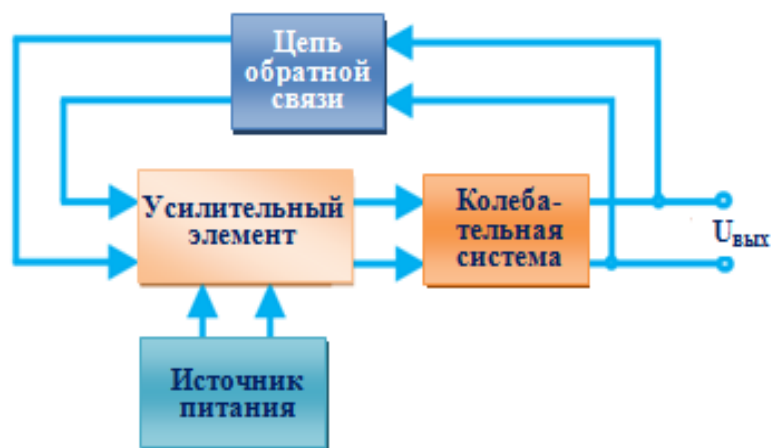 Цепь
обратной
связи
Усилительный
элемент
Колеба-
тельная
система
Uвых
Источник
питания